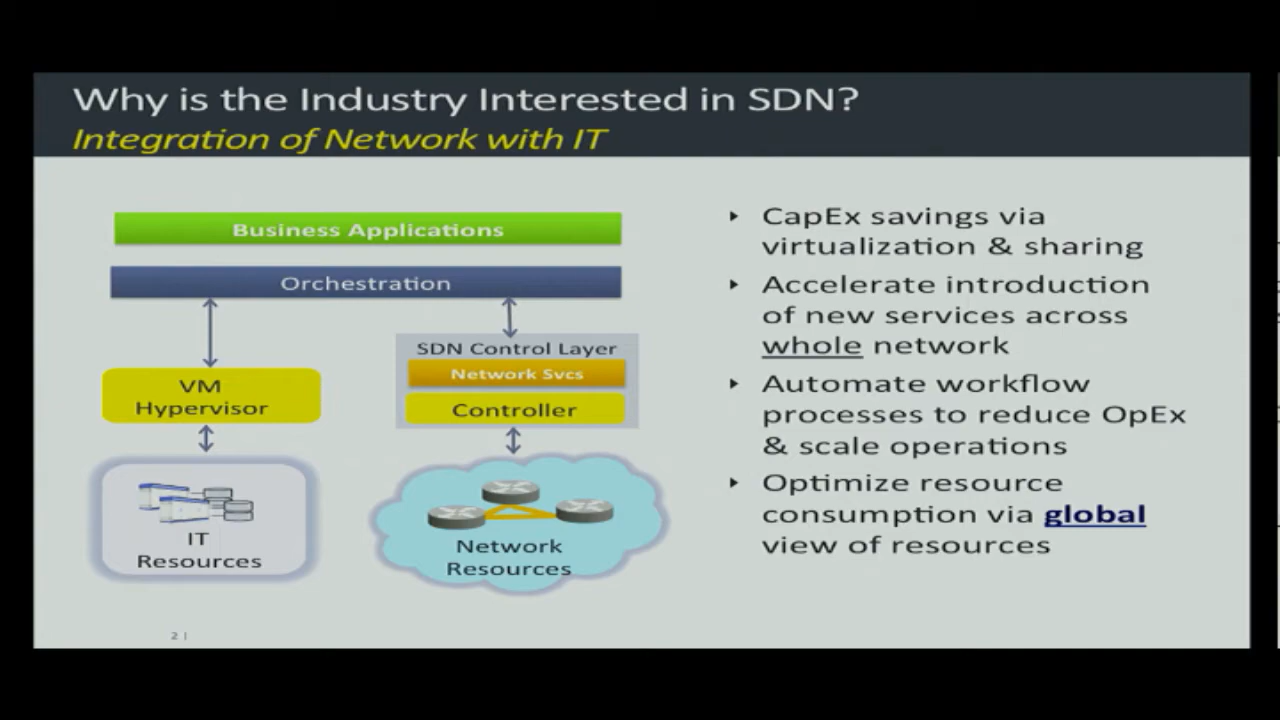 Why is the Industry Interested in SDN?
Integration of Network with IT
Business Applications
Orchestration
VM
Hypervisor
SDN Control Layer
Network Svcs
Controller
IT
Resources
Network
Resources
‣ CapEx savings via
virtualization & sharing
‣ Accelerate introduction
of new services across
whole network
‣ Automate workflow
processes to reduce OpEx
& scale operations
‣ Optimize resource
consumption via global
view of resources
2 |